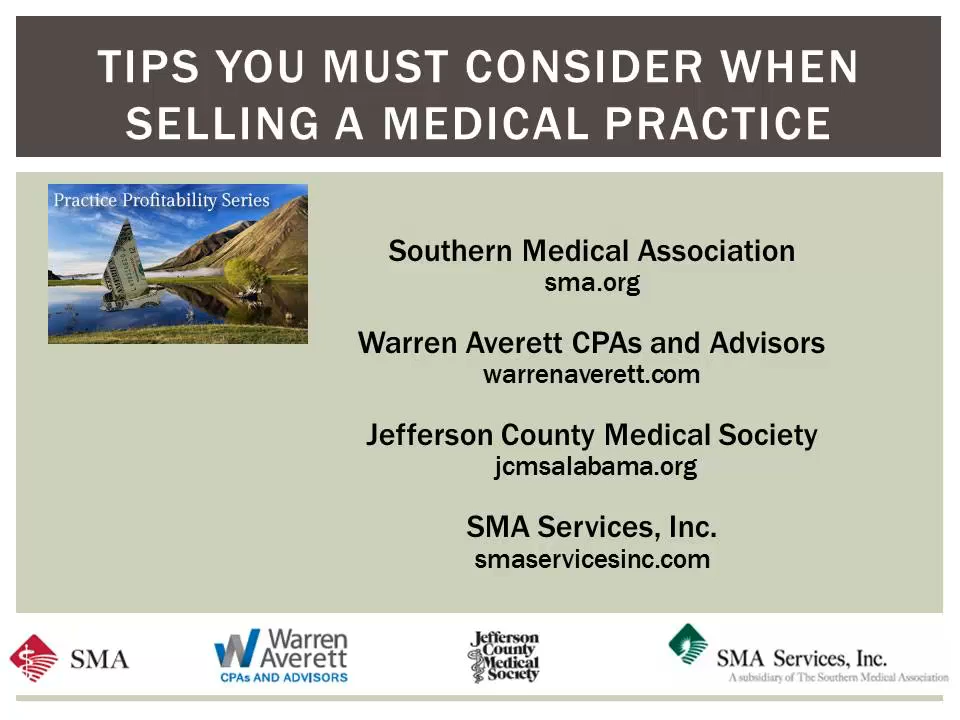 TIPS YOU MUST CONSIDER WHEN
SELLING A MEDICAL PRACTICE
Practice Profitability Series
Southern Medical Association
sma.org
Warren Averett CPAs and Advisors
warrenaverett.com
Jefferson County Medical Society
jcmsalabama.org
SMA Services, Inc.
smaservicesinc.com
SMA
Warren
Averett
CPAs AND ADVISORS
Jefferson
County
Medical
Society
SMA Services, Inc.
A subsidiary of The Southern Medical Association